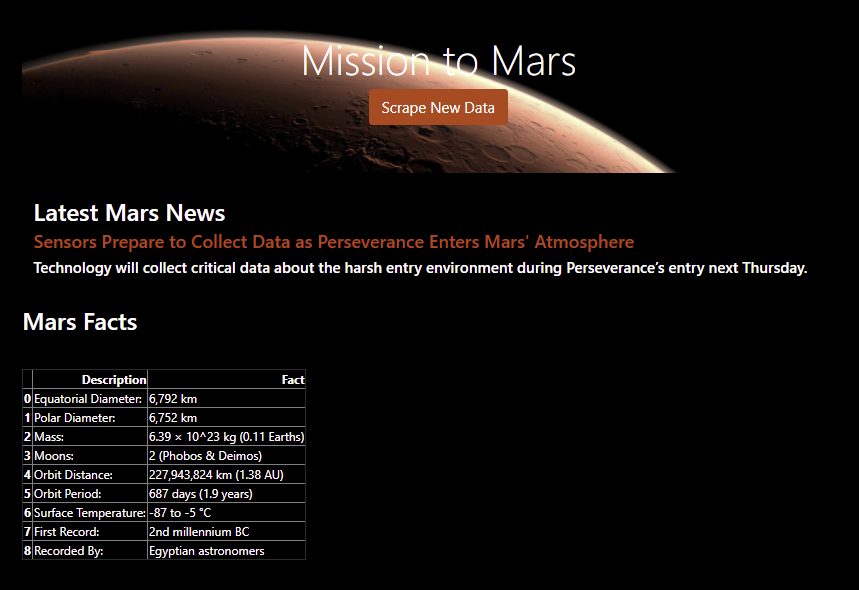 Mission to Mars
Scrape New Data
Latest Mars News
Sensors Prepare to Collect Data as Perseverance Enters Mars' Atmosphere
Technology will collect critical data about the harsh entry environment during Perseverance’s entry next Thursday.
Mars Facts
Description Fact
0 Equatorial Diameter: 6,792 km
1 Polar Diameter: 6,752 km
2 Mass: 6.39 × 10^23 kg (0.11 Earths)
3 Moons: 2 (Phobos & Deimos)
4 Orbit Distance: 227,943,824 km (1.38 AU)
5 Orbit Period: 687 days (1.9 years)
6 Surface Temperature: -87 to -5 °C
7 First Record: 2nd millennium BC
8 Recorded By: Egyptian astronomers